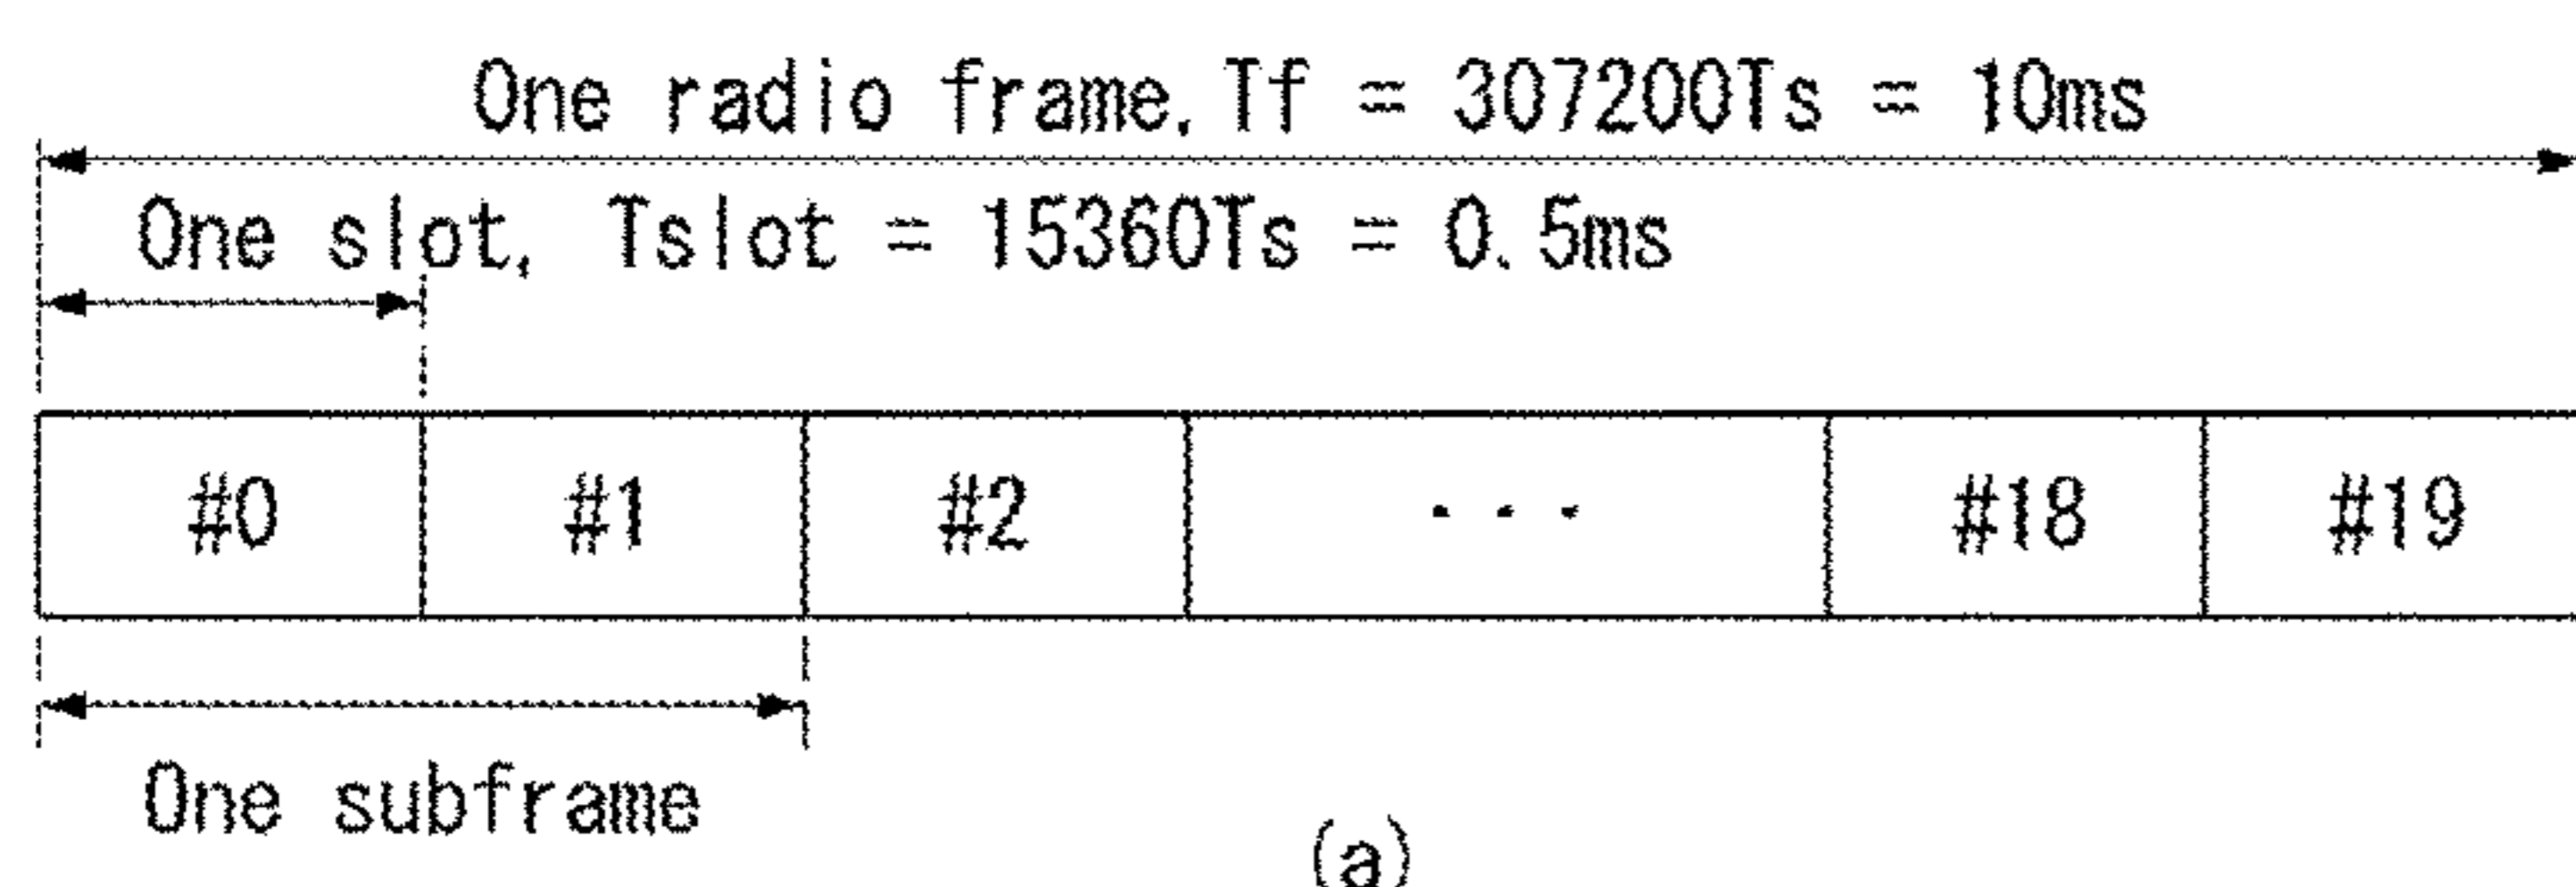 One radio frame, Tf = 307200Ts = 10ms
One slot, Tslot = 15360Ts = 0.5ms
#0 #1 #2 ... #18 #19
One subframe
(a)